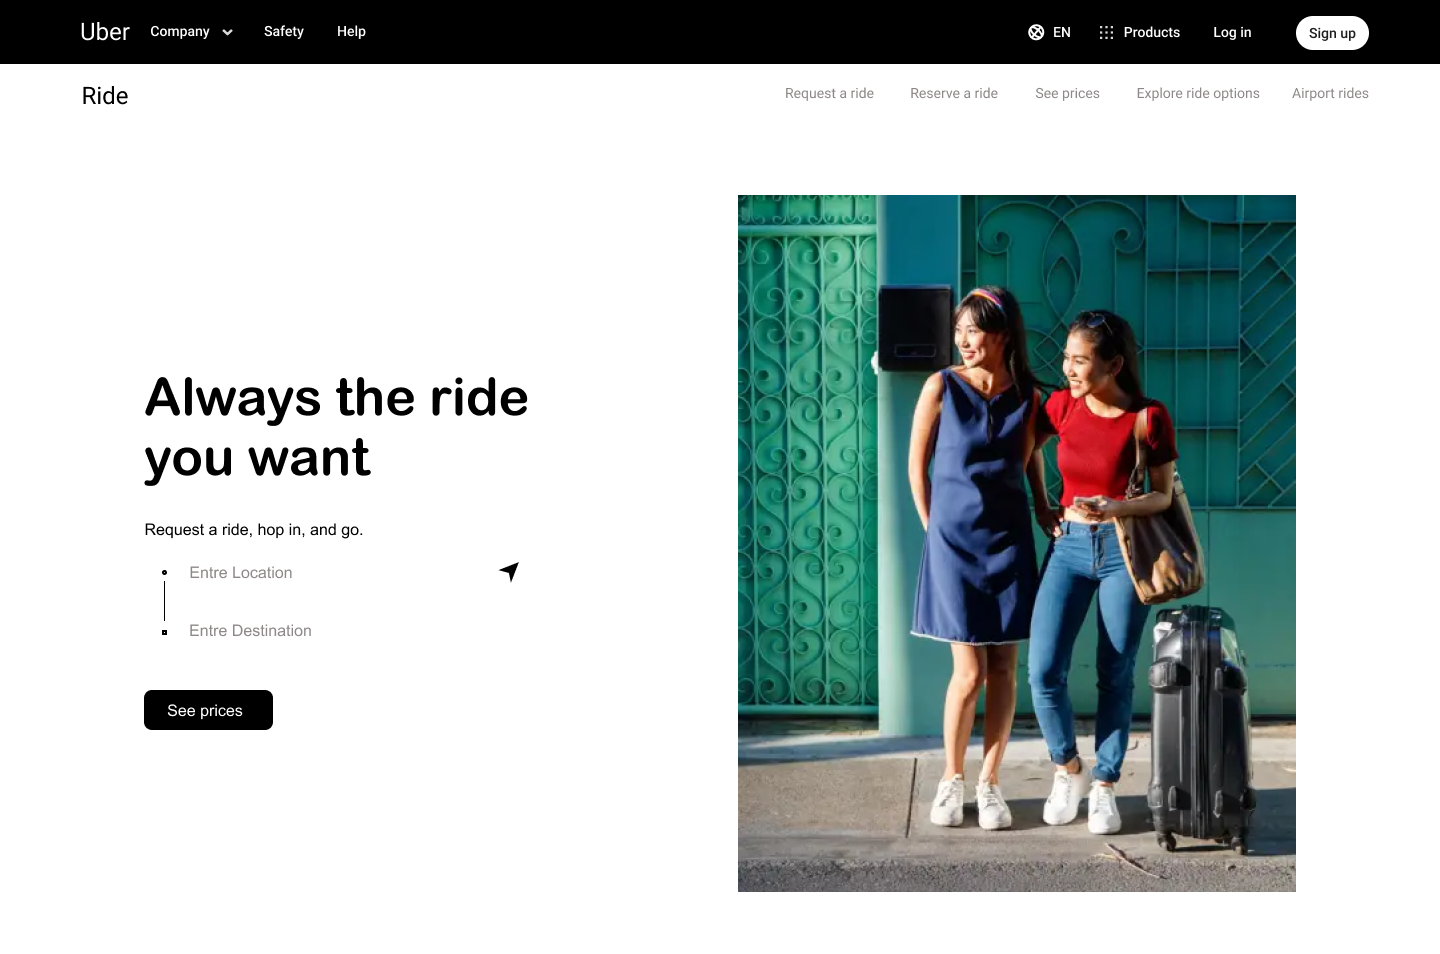 Uber Company Safety Help EN Products Log in Sign up
Ride Request a ride Reserve a ride See prices Explore ride options Airport rides
Always the ride
you want
Request a ride, hop in, and go.
Entre Location
Entre Destination
See prices